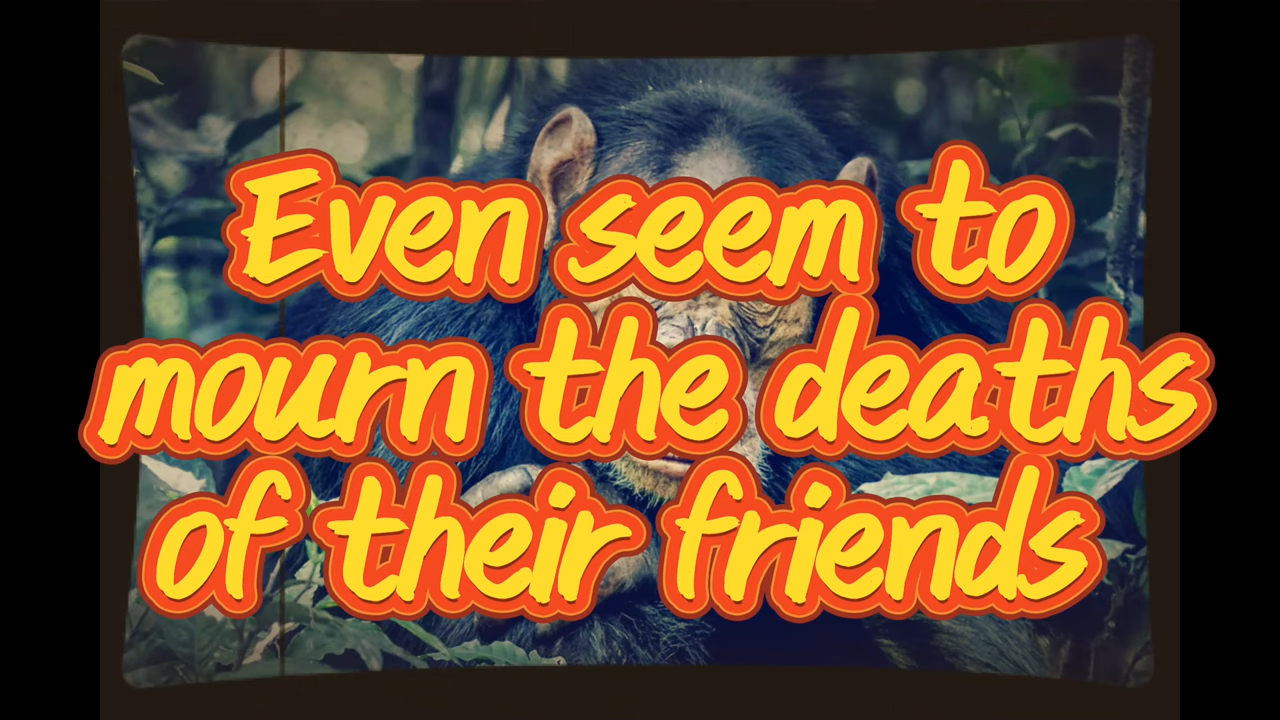 Even seem to
mourn the deaths
of their friends